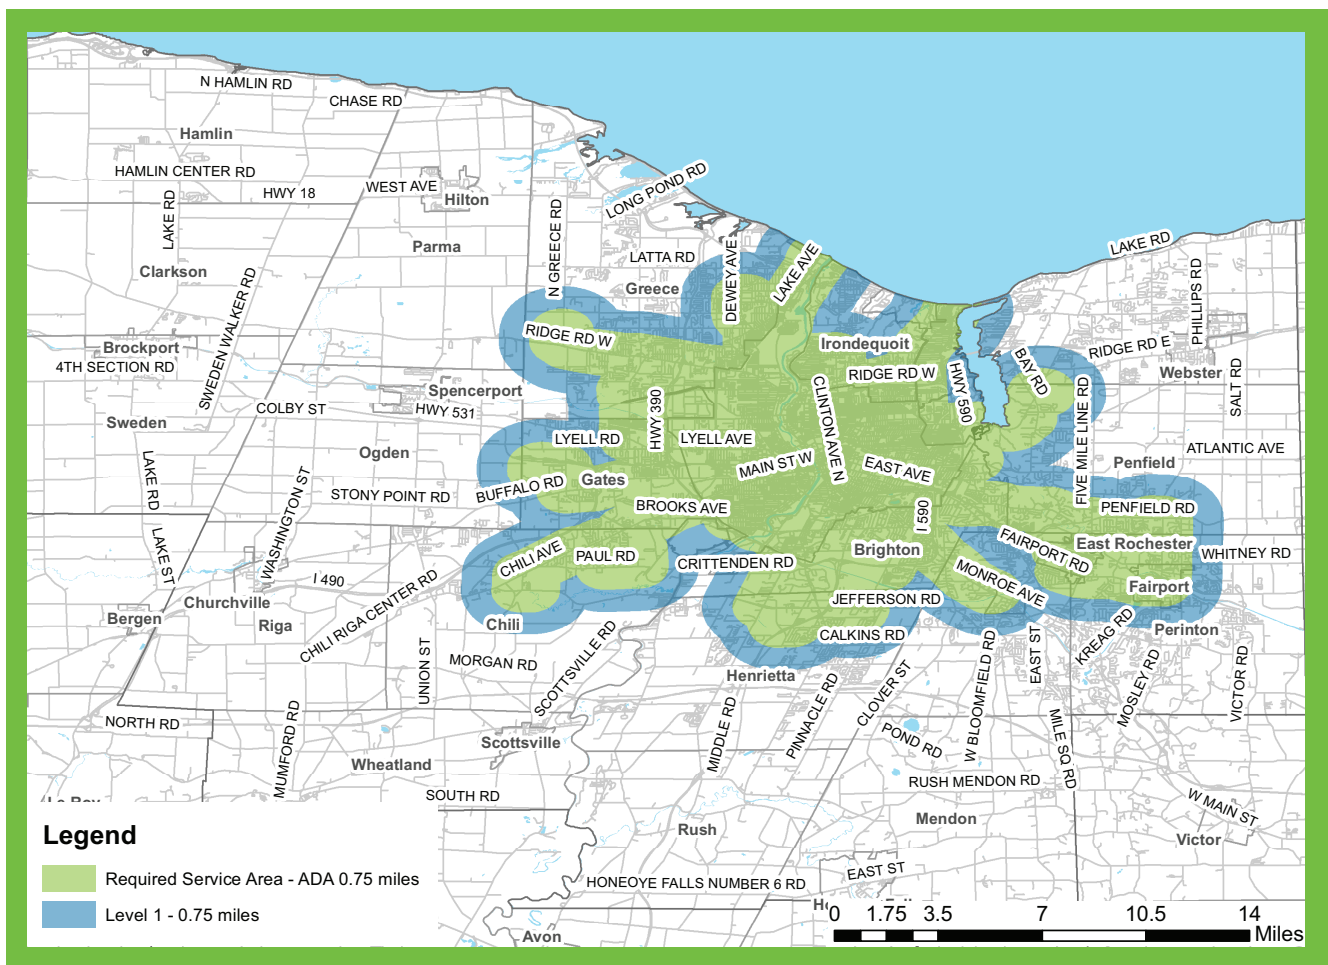 N HAMLIN RD
CHASE RD
Hamlin
HAMLIN CENTER RD
HWY 18
WEST AVE
Hilton
LONG POND RD
LAKE RD
N GREECE RD
Parma
LATTA RD
DEWEY AVE
LAKE AVE
LAKE RD
Clarkson
Greece
PHILLIPS RD
SWEDEN WALKER RD
RIDGE RD W
Irondequoit
RIDGE RD E
Brockport
4TH SECTION RD
BAY RD
Webster
RIDGE RD W
HWY 590
Spencerport
HWY 531
COLBY ST
HWY 390
CLINTON AVE N
FIVE MILE LINE RD
SALT RD
Sweden
LYELL RD
LYELL AVE
ATLANTIC AVE
Ogden
MAIN ST W
EAST AVE
Penfield
LAKE RD
WASHINGTON ST
STONY POINT RD
BUFFALO RD
Gates
BROOKS AVE
I 590
PENFIELD RD
LAKE ST
CHILI AVE
PAUL RD
CRITTENDEN RD
Brighton
FAIRPORT RD
East Rochester
WHITNEY RD
I 490
MONROE AVE
Fairport
CHILI RIGA CENTER RD
Churchville
Bergen
Riga
Chili
JEFFERSON RD
CALKINS RD
KREAG RD
Perinton
UNION ST
MORGAN RD
SCOTTSVILLE RD
Henrietta
W BLOOMFIELD RD
EAST ST
MOSLEY RD
VICTOR RD
CLOVER ST
PINNACLE RD
MIDDLE RD
NORTH RD
MUMFORD RD
Scottsville
POND RD
MILE SQ RD
Wheatland
RUSH MENDON RD
SOUTH RD
W MAIN ST
Rush
Mendon
Victor
EAST ST
HONEOYE FALLS NUMBER 6 RD
Avon
Legend
Required Service Area - ADA 0.75 miles
Level 1 - 0.75 miles
0 1.75 3.5 7 10.5 14
Miles